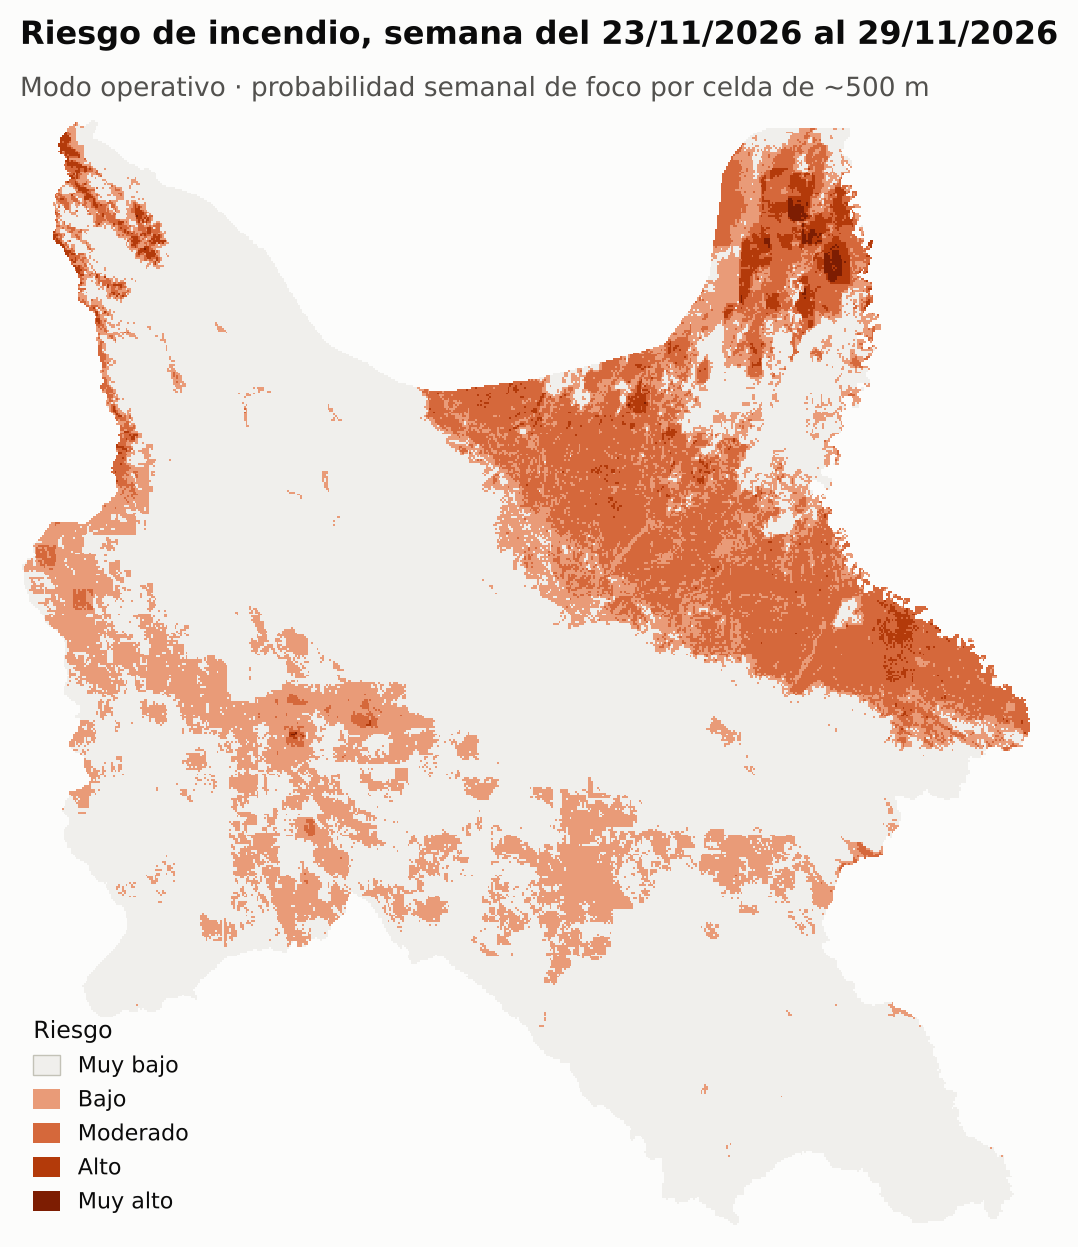 Riesgo de incendio, semana del 23/11/2026 al 29/11/2026
Modo operativo · probabilidad semanal de foco por celda de ~500 m
Riesgo
Muy bajo
Bajo
Moderado
Alto
Muy alto